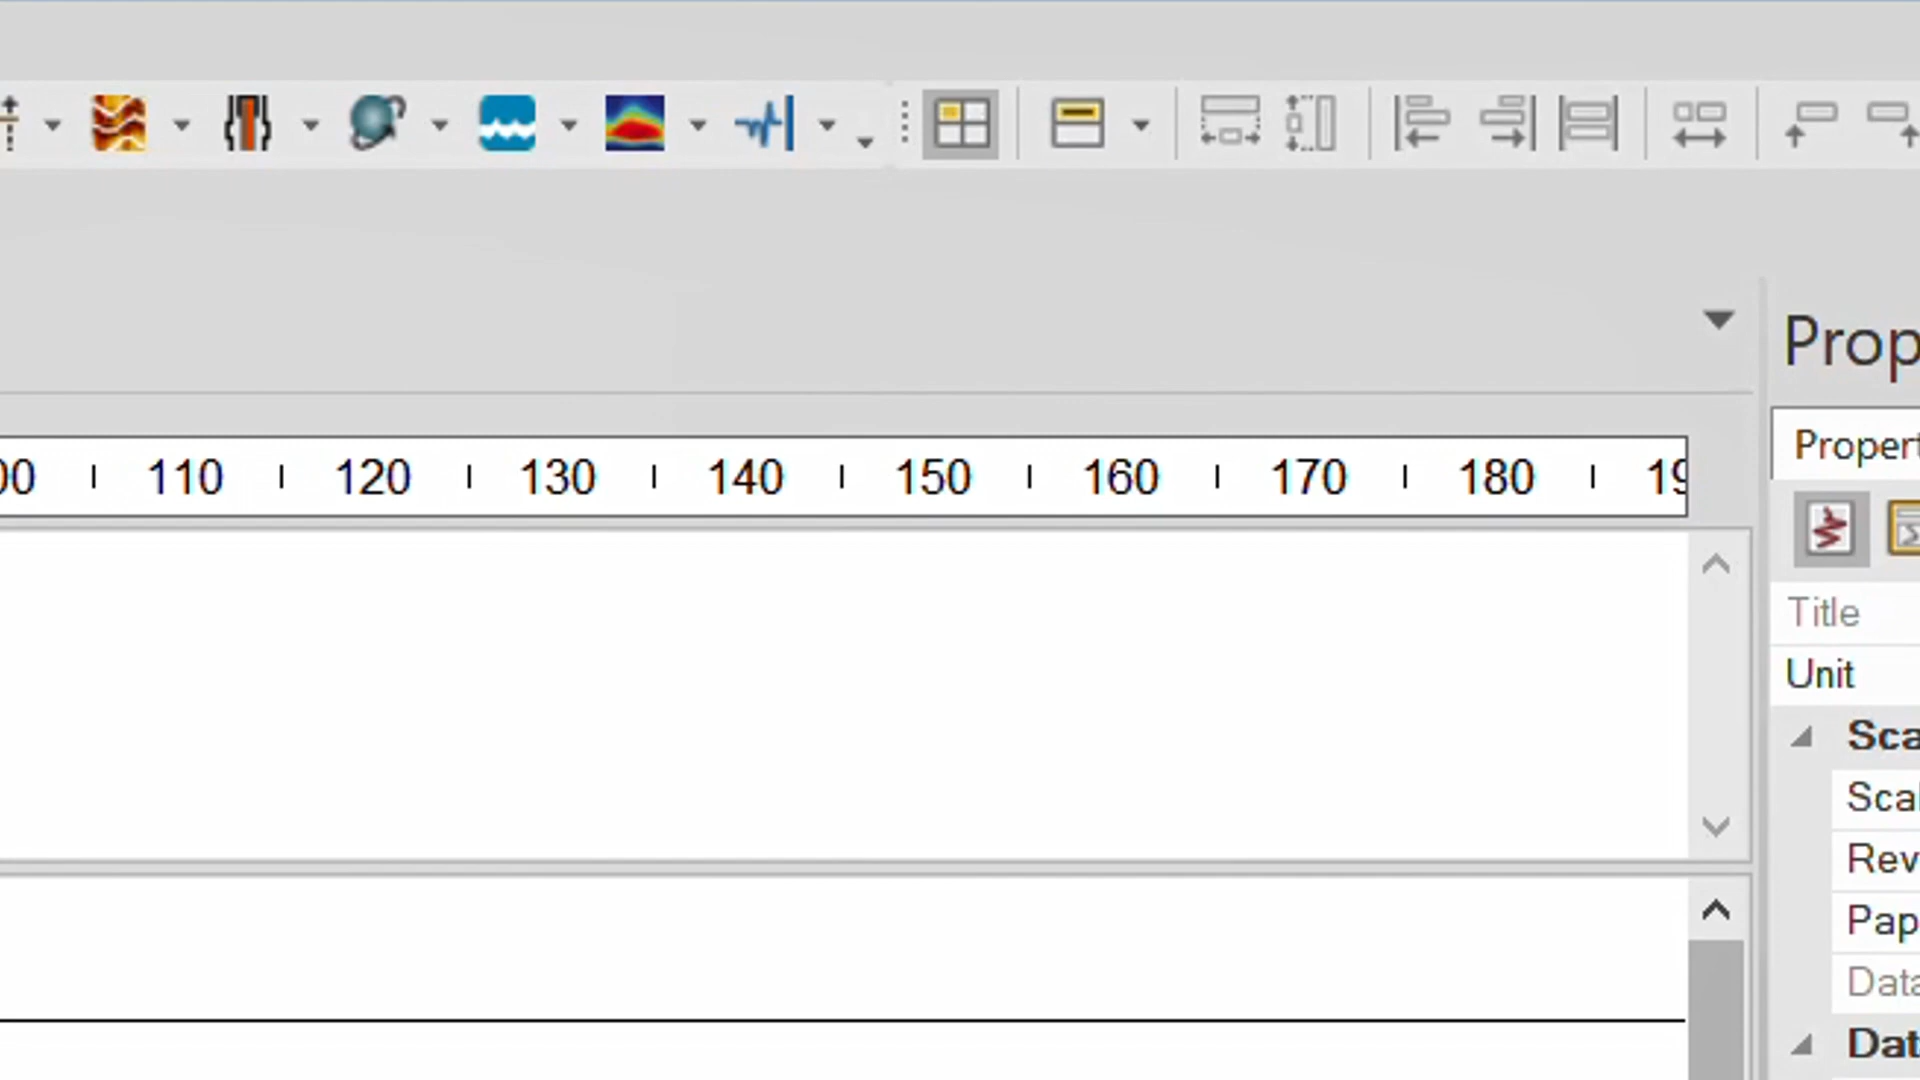 Prop
Propert
00 110 120 130 140 150 160 170 180 19
Title
Unit
Sca
Scal
Rev
Pap
Data
Dat